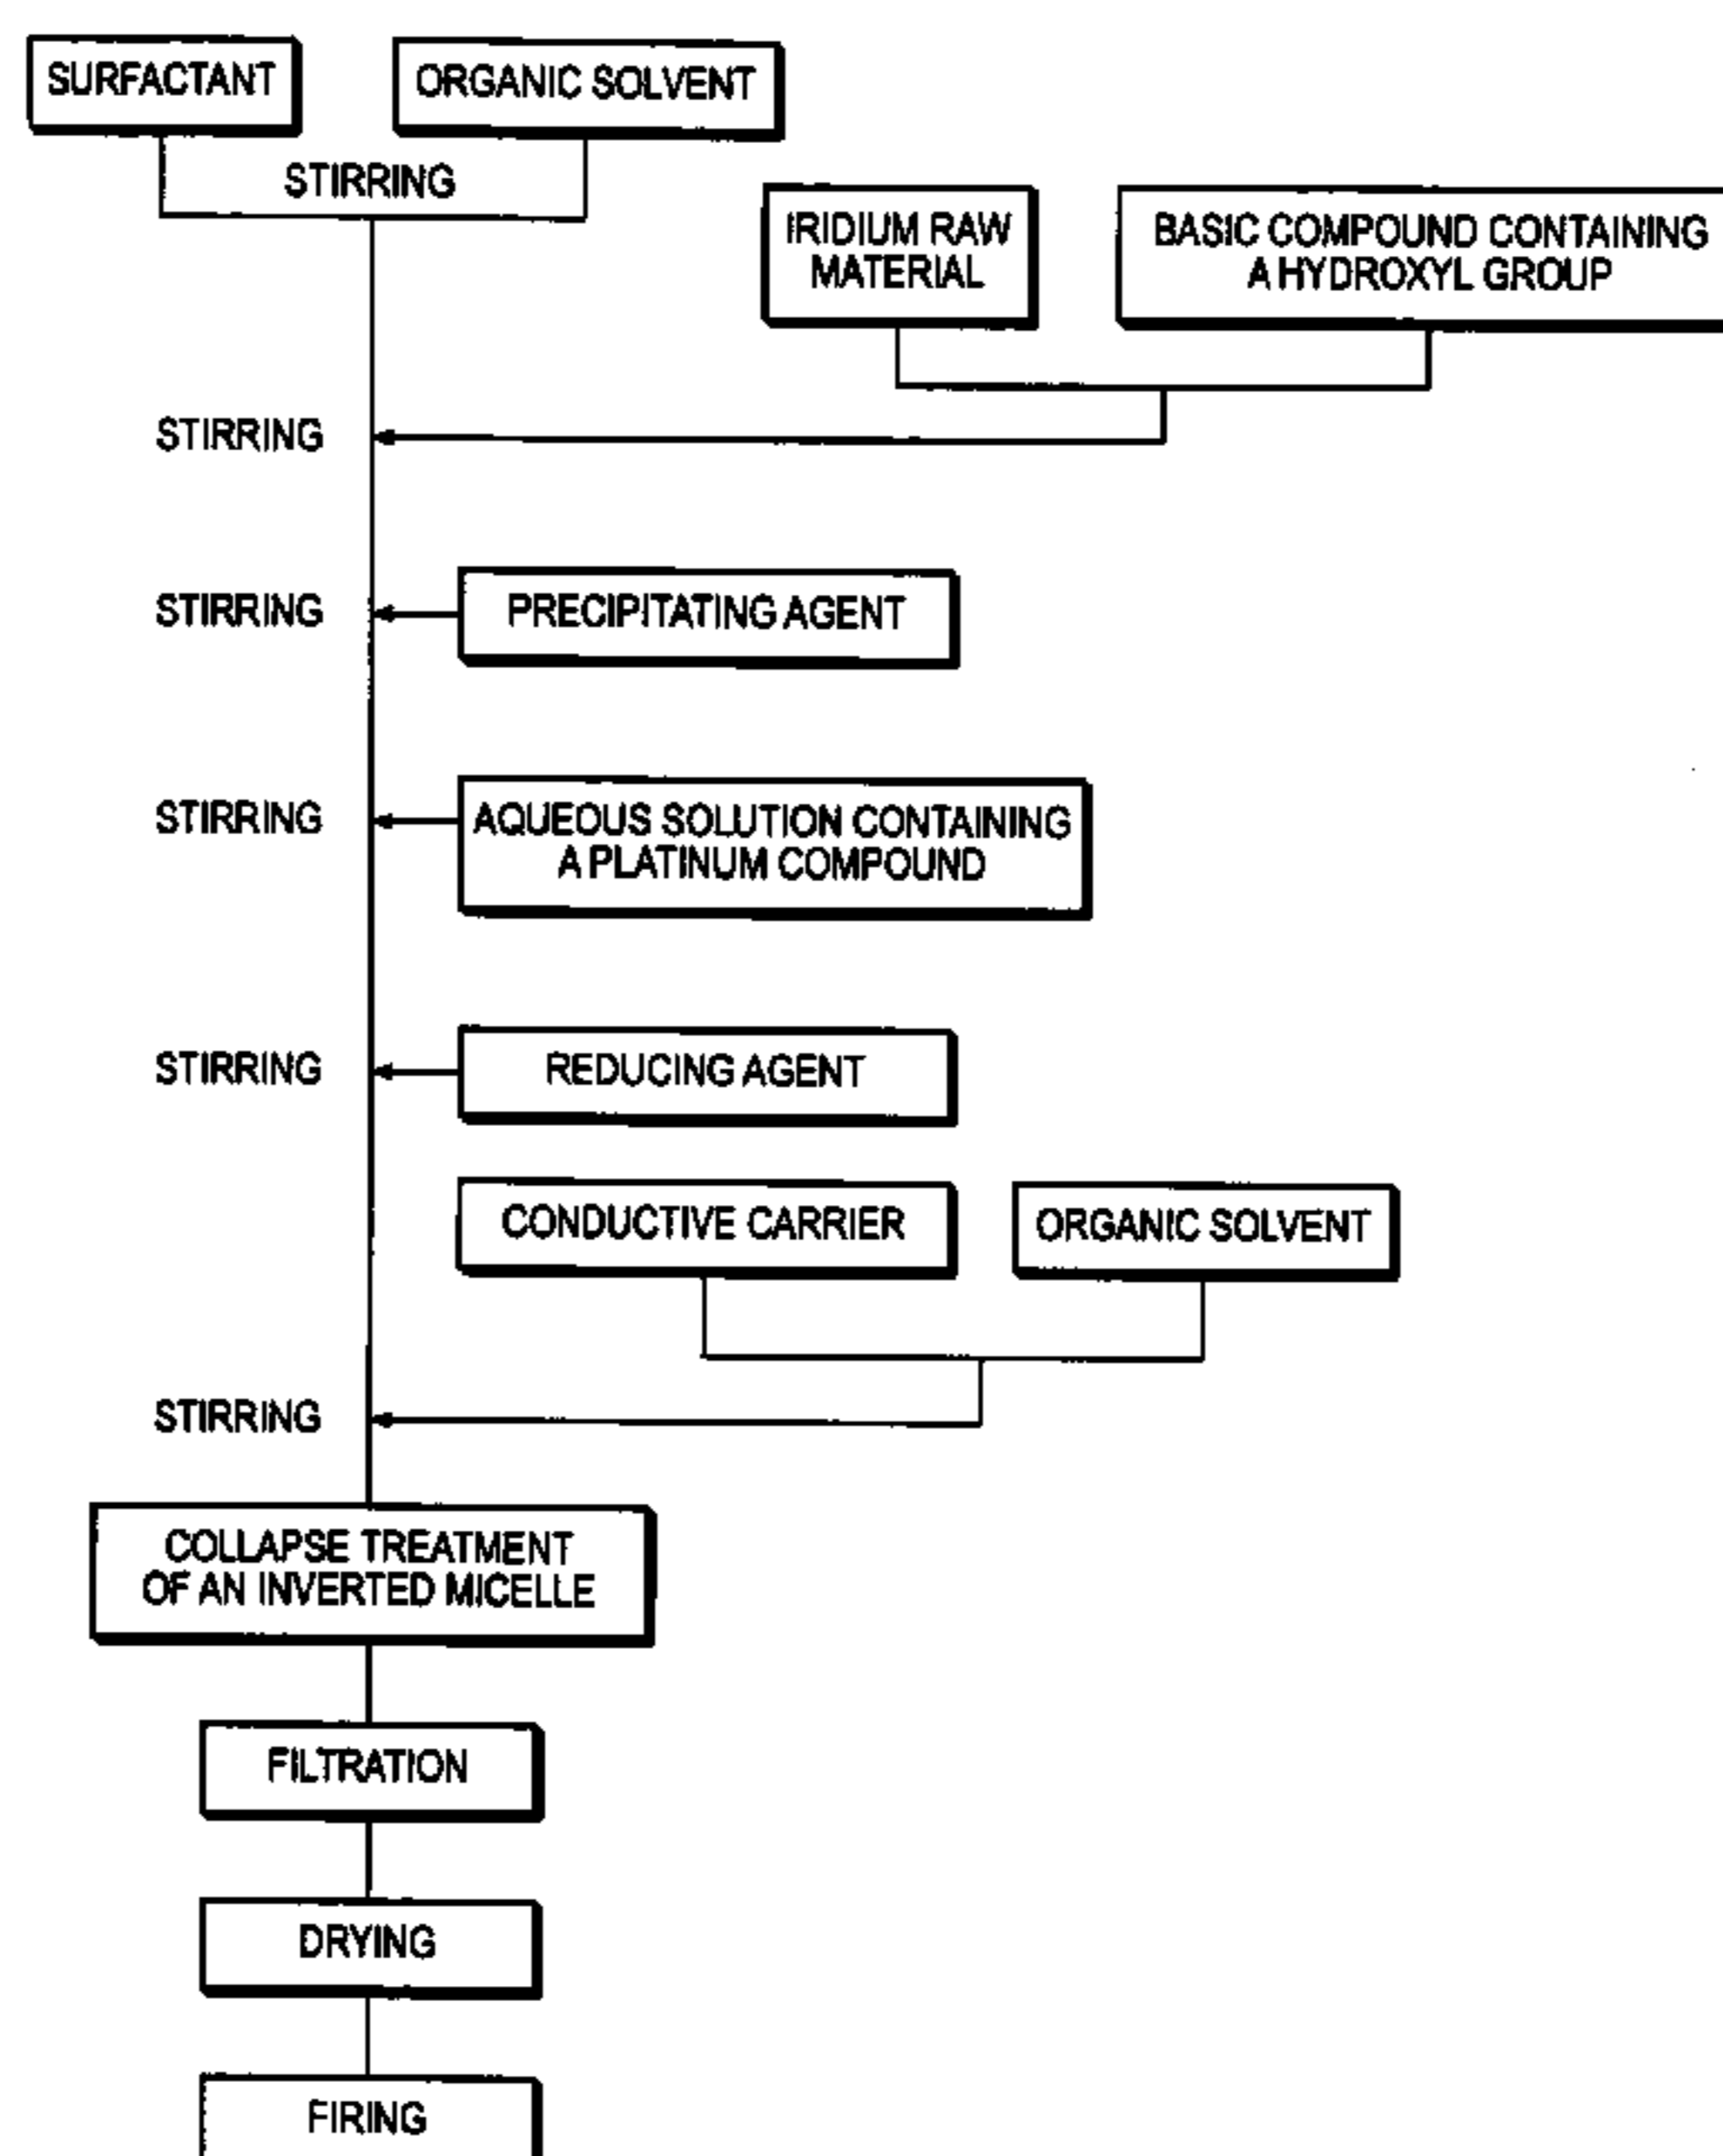 SURFACTANT
ORGANIC SOLVENT
STIRRING
IRIDIUM RAW
MATERIAL
BASIC COMPOUND CONTAINING
A HYDROXYL GROUP
STIRRING
STIRRING
PRECIPITATING AGENT
STIRRING
AQUEOUS SOLUTION CONTAINING
A PLATINUM COMPOUND
STIRRING
REDUCING AGENT
CONDUCTIVE CARRIER
ORGANIC SOLVENT
STIRRING
COLLAPSE TREATMENT
OF AN INVERTED MICELLE
FILTRATION
DRYING
FIRING